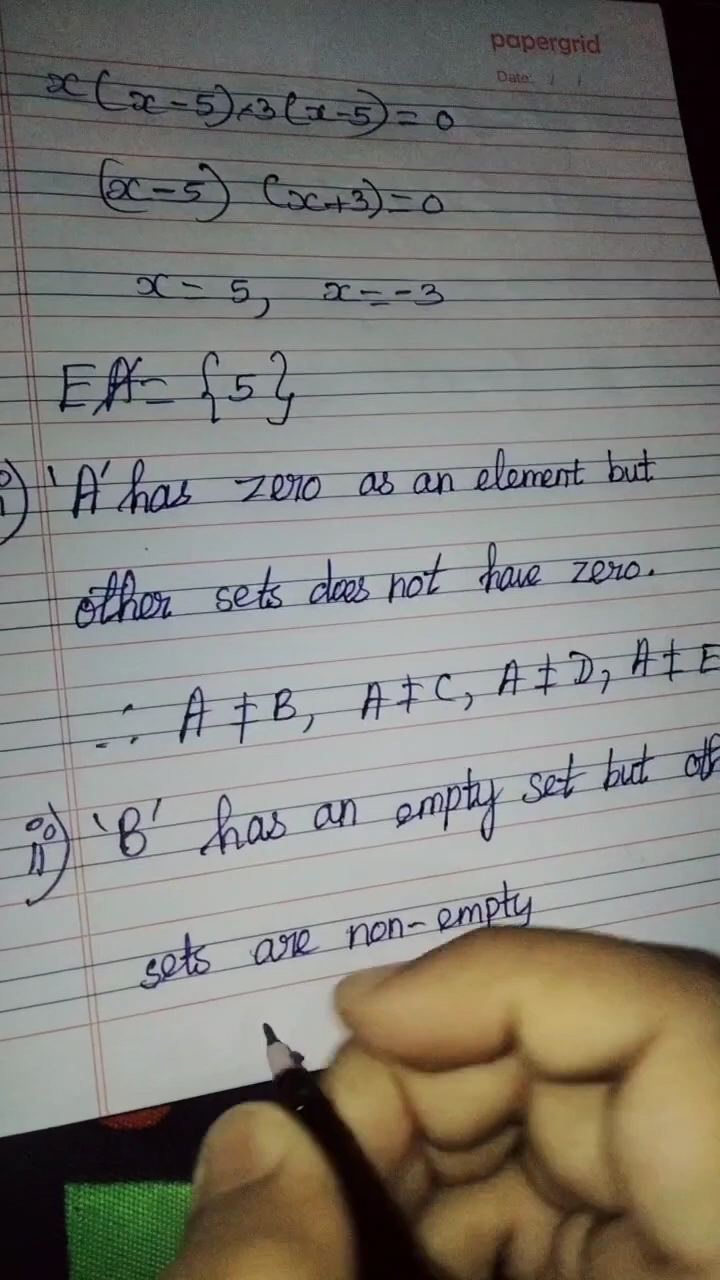 papergrid
Date: / /
x(x-5)+3(x-5)=0
(x-5) (x+3)=0
x = 5, x=-3
E = {5}
i) 'A' has zero as an element but
other sets does not have zero.
∴ A ≠ B, A ≠ C, A ≠ D, A ≠ E
ii) 'B' has an empty set but
sets are non-empty